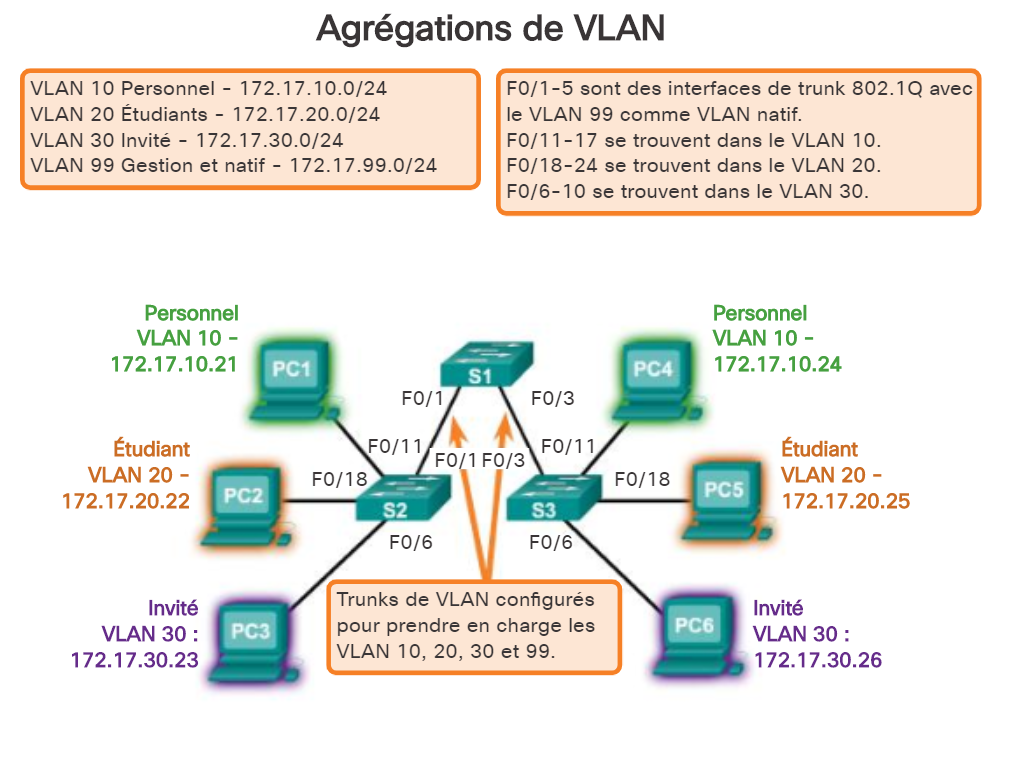 Agrégations de VLAN
VLAN 10 Personnel – 172.17.10.0/24
VLAN 20 Étudiants – 172.17.20.0/24
VLAN 30 Invité – 172.17.30.0/24
VLAN 99 Gestion et natif – 172.17.99.0/24
F0/1-5 sont des interfaces de trunk 802.1Q avec
le VLAN 99 comme VLAN natif.
F0/11-17 se trouvent dans le VLAN 10.
F0/18-24 se trouvent dans le VLAN 20.
F0/6-10 se trouvent dans le VLAN 30.
Personnel
VLAN 10 –
172.17.10.21
PC1
S1
PC4
Personnel
VLAN 10 –
172.17.10.24
F0/1
F0/3
F0/11
F0/1
F0/3
F0/11
Étudiant
VLAN 20 –
172.17.20.22
PC2
F0/18
S2
S3
F0/18
PC5
Étudiant
VLAN 20 –
172.17.20.25
F0/6
F0/6
Invité
VLAN 30 :
172.17.30.23
PC3
Trunks de VLAN configurés
pour prendre en charge les
VLAN 10, 20, 30 et 99.
PC6
Invité
VLAN 30 :
172.17.30.26